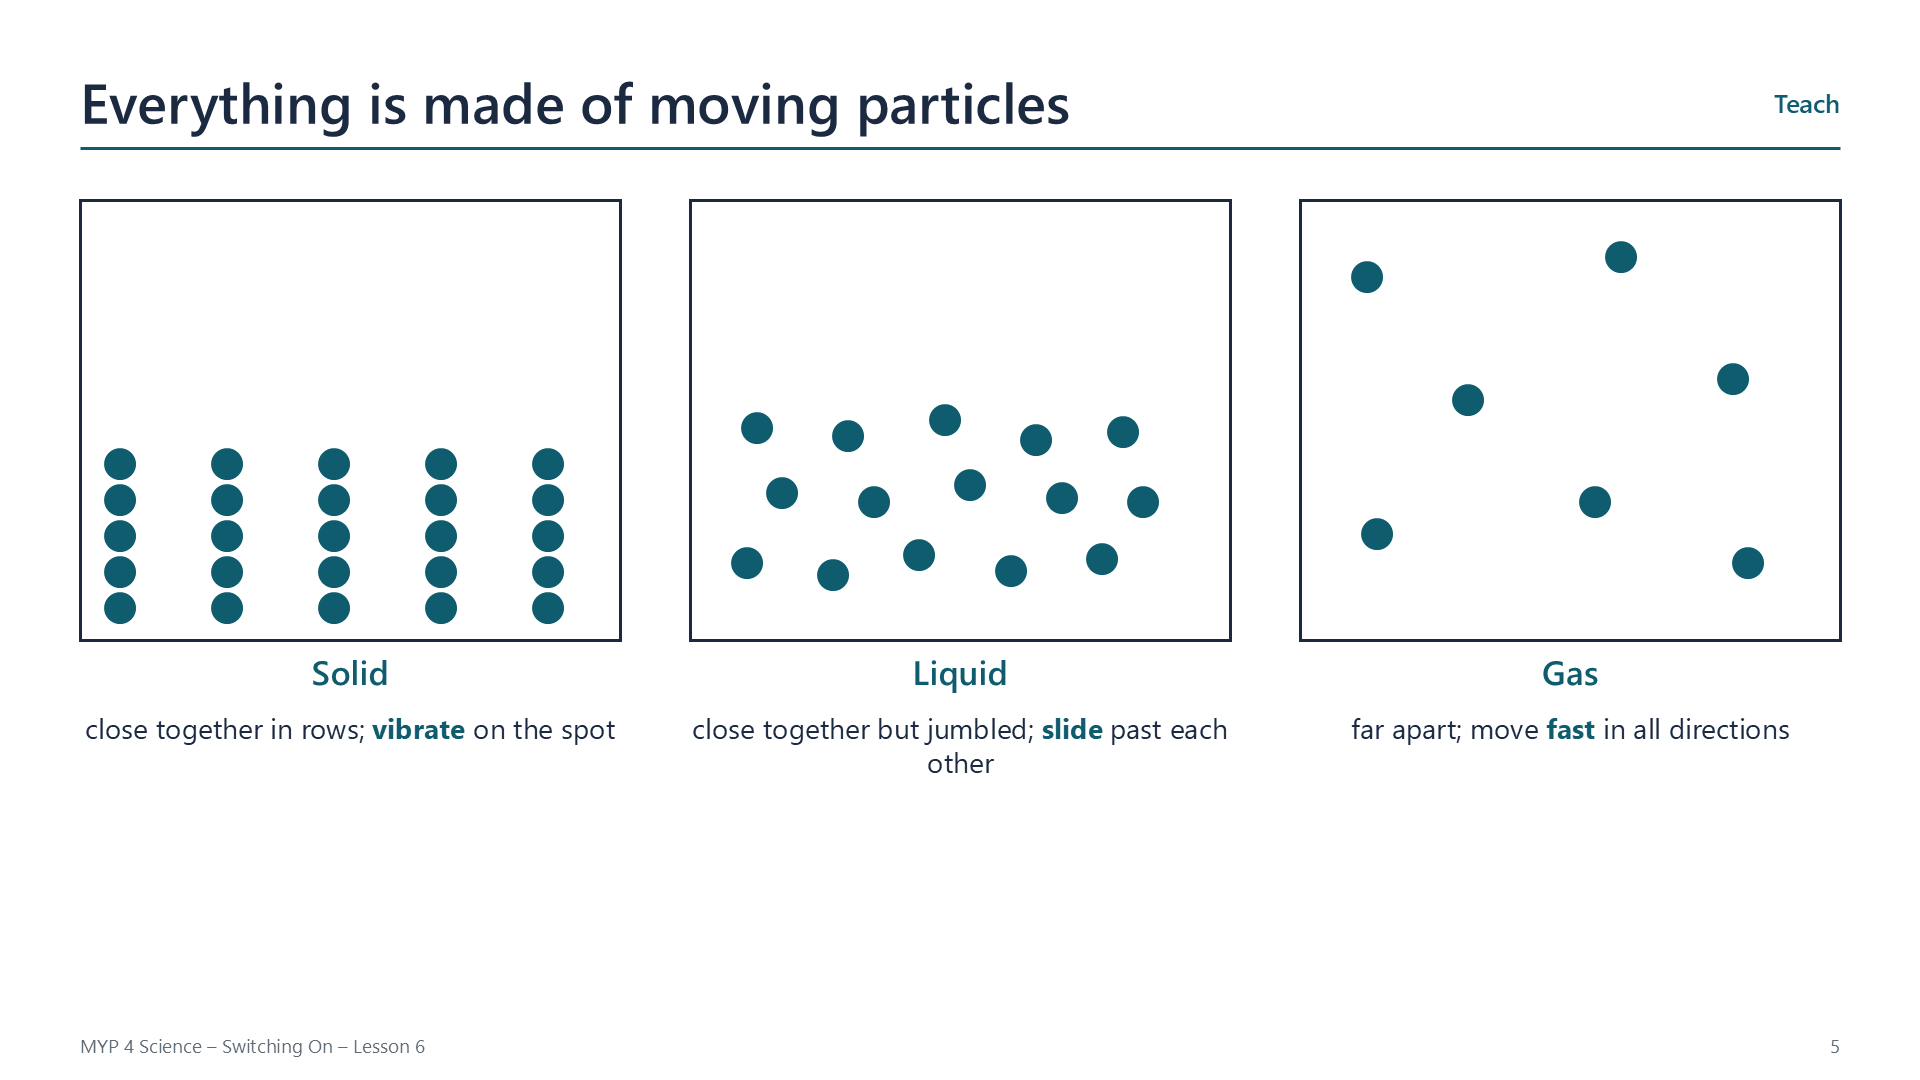 Everything is made of moving particles
Teach
Solid
close together in rows; vibrate on the spot
Liquid
close together but jumbled; slide past each
other
Gas
far apart; move fast in all directions
MYP 4 Science – Switching On – Lesson 6
5